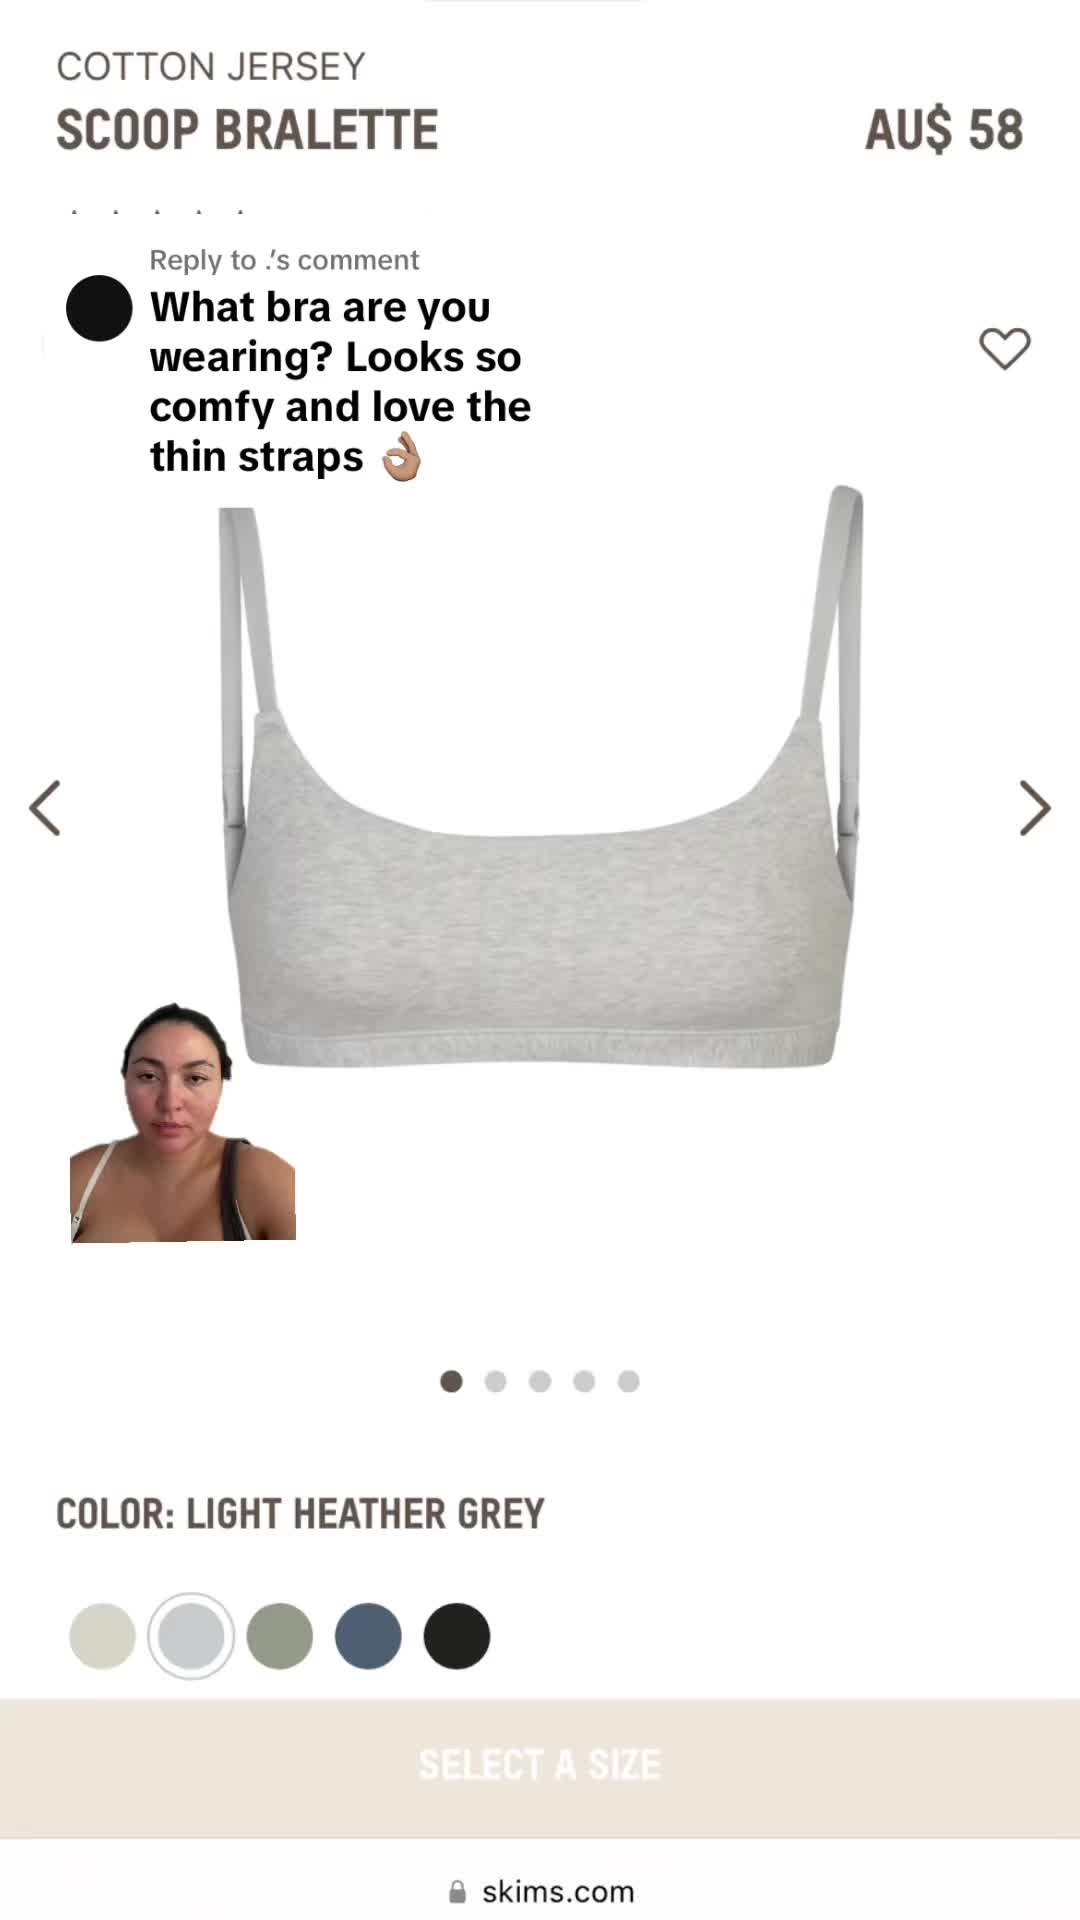 COTTON JERSEY
SCOOP BRALETTE
AU$ 58
Reply to .'s comment
What bra are you
wearing? Looks so
comfy and love the
thin straps 👌🏽
COLOR: LIGHT HEATHER GREY
SELECT A SIZE
skims.com